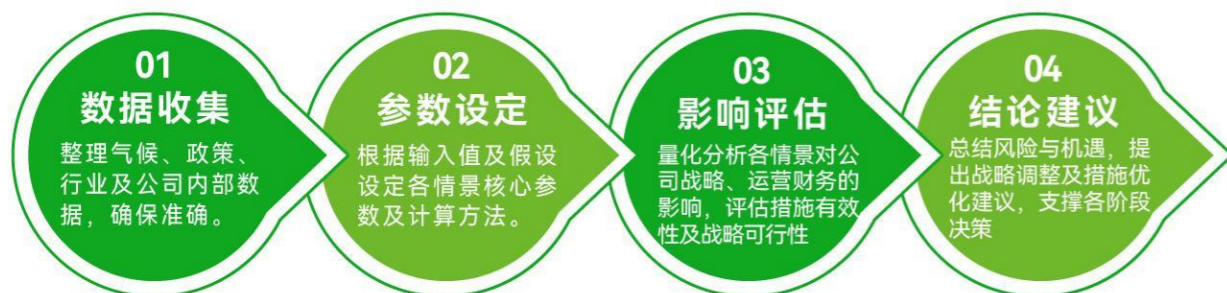 01
数据收集
整理气候、政策、
行业及公司内部数
据，确保准确。
02
参数设定
根据输入值及假设
设定各情景核心参
数及计算方法。
03
影响评估
量化分析各情景对公
司战略、运营财务的
影响，评估措施有效
性及战略可行性
04
结论建议
总结风险与机遇，提
出战略调整及措施优
化建议，支撑各阶段
决策